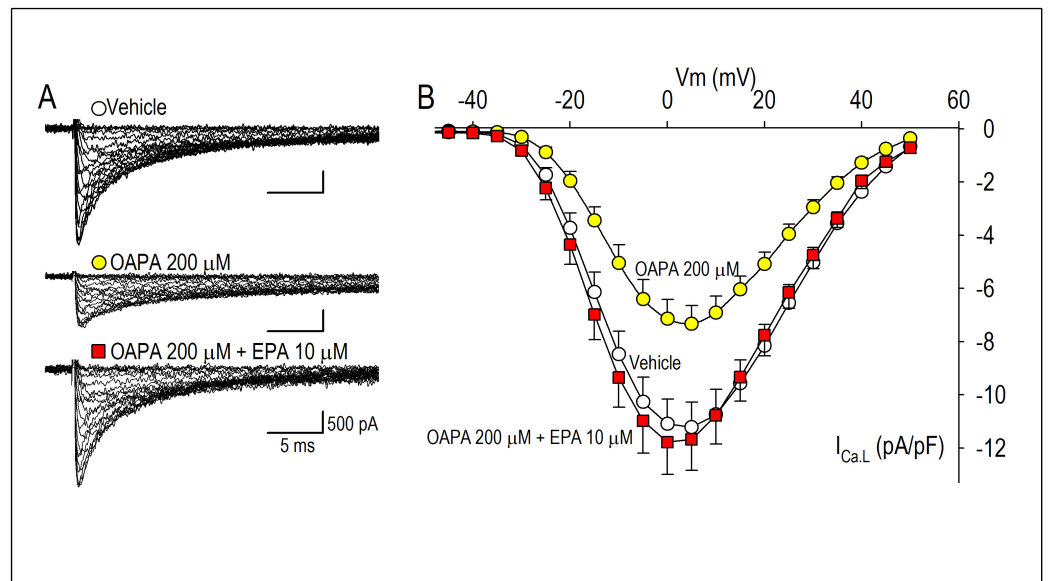 A
Vehicle
OAPA 200 μM
OAPA 200 μM + EPA 10 μM
500 pA
5 ms
B
Vm (mV)
-40 -20 0 20 40 60
0
-2
-4
-6
-8
-10
-12
OAPA 200 μM
Vehicle
OAPA 200 μM + EPA 10 μM
I Ca.L (pA/pF)